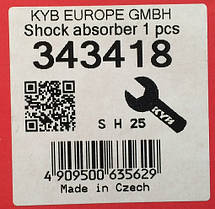 KYB EUROPE GMBH
Shock absorber 1 pcs
343418
KYB
S H 25
4 909500 635629
Made in Czech